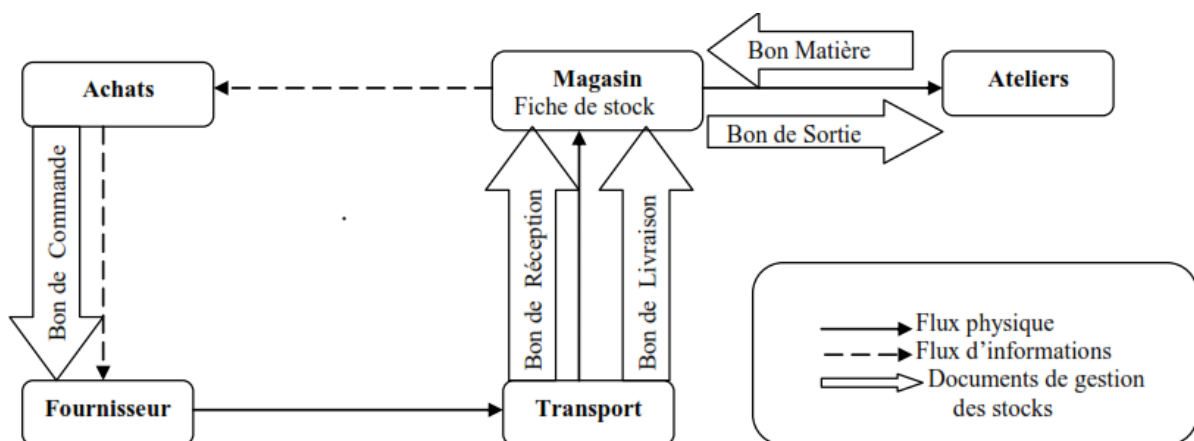 Achats
Magasin
Fiche de stock
Bon Matière
Ateliers
Bon de Sortie
Bon de Commande
Bon de Réception
Bon de Livraison
Fournisseur
Transport
Flux physique
Flux d'informations
Documents de gestion
des stocks